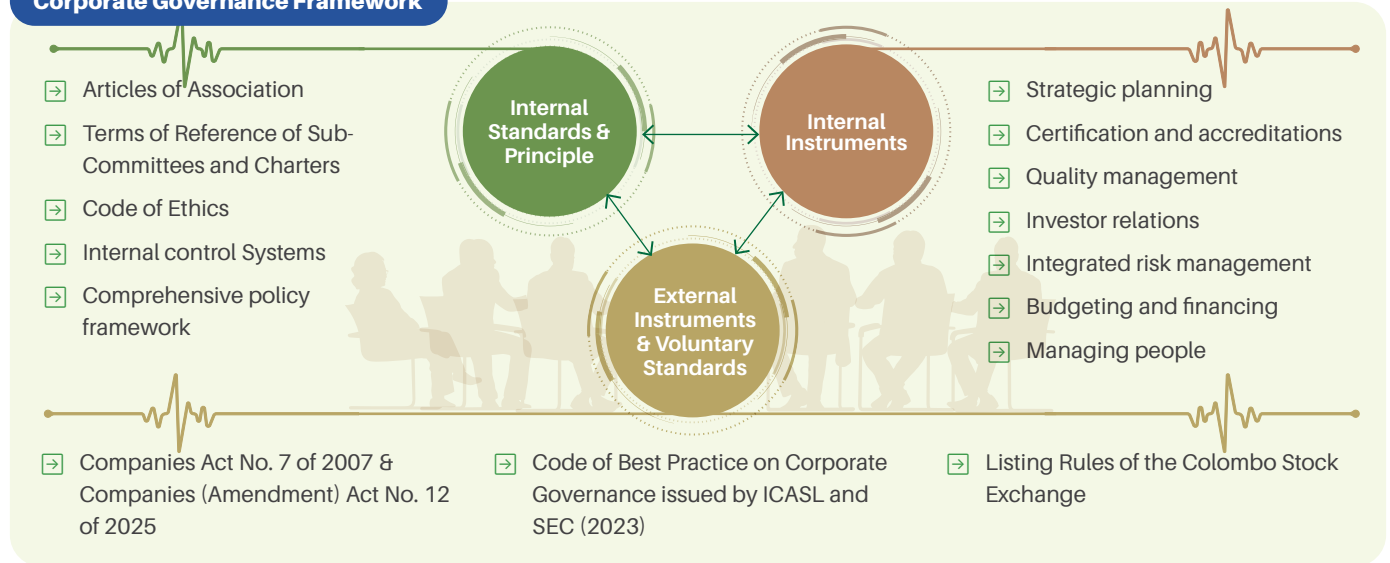 Corporate Governance Framework
Articles of Association
Terms of Reference of Sub-
Committees and Charters
Code of Ethics
Internal control Systems
Comprehensive policy
framework
Internal
Standards &
Principle
Internal
Instruments
External
Instruments
& Voluntary
Standards
Strategic planning
Certification and accreditations
Quality management
Investor relations
Integrated risk management
Budgeting and financing
Managing people
Companies Act No. 7 of 2007 &
Companies (Amendment) Act No. 12
of 2025
Code of Best Practice on Corporate
Governance issued by ICASL and
SEC (2023)
Listing Rules of the Colombo Stock
Exchange